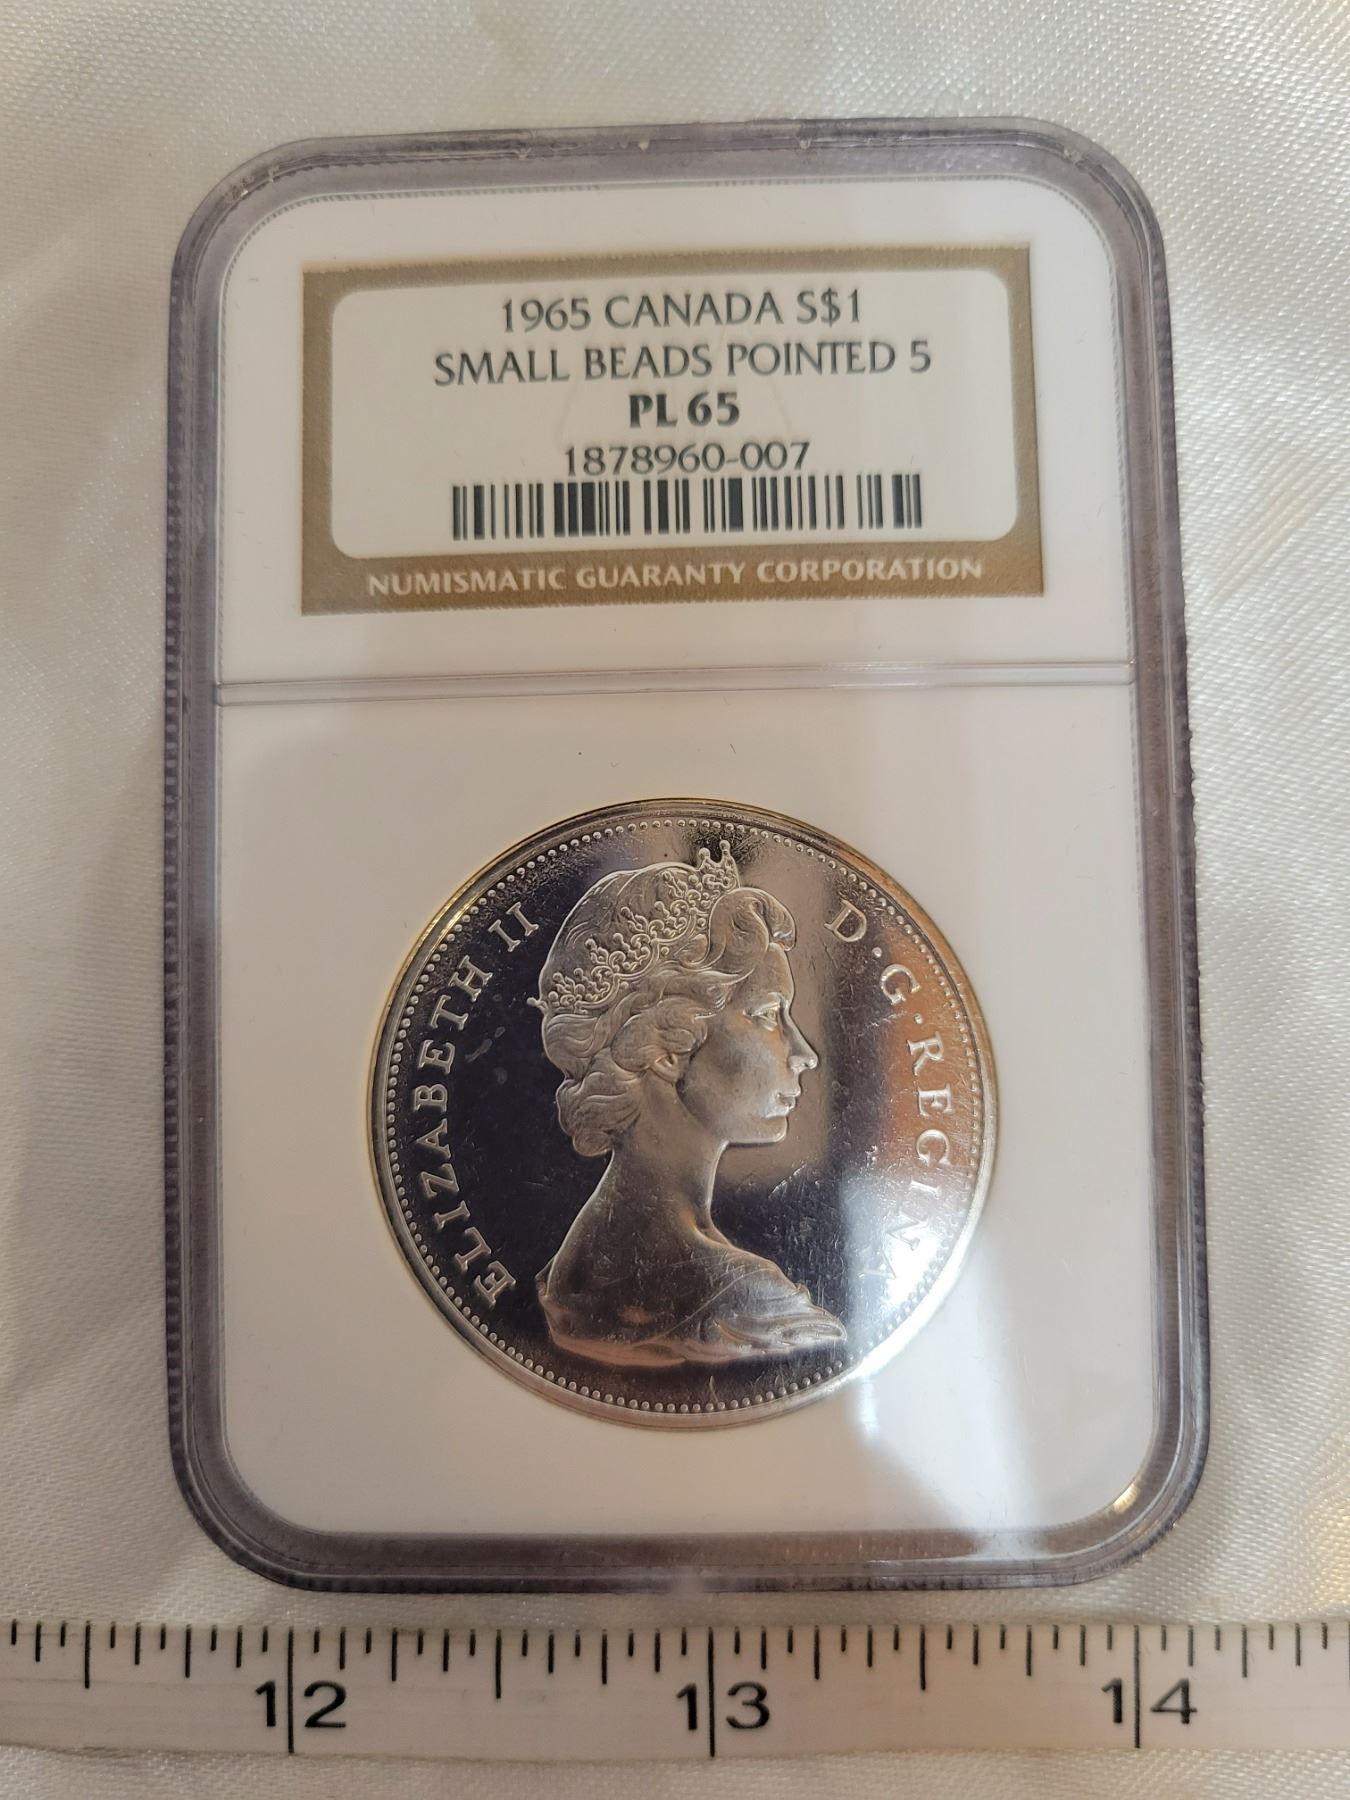 1965 CANADA S$1
SMALL BEADS POINTED 5
PL 65
1878960-007
NUMISMATIC GUARANTY CORPORATION
ELIZABETH II D·G·REGINA
12 13 14